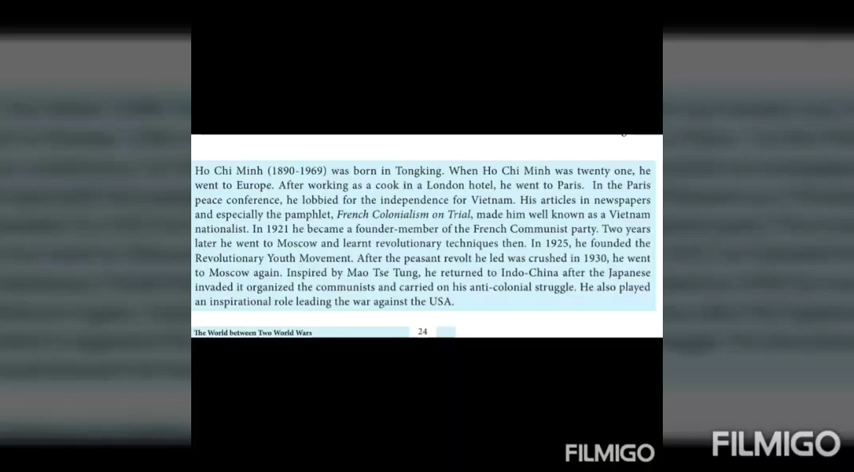 Ho Chi Minh (1890-1969) was born in Tongking. When Ho Chi Minh was twenty one, he
went to Europe. After working as a cook in a London hotel, he went to Paris. In the Paris
peace conference, he lobbied for the independence for Vietnam. His articles in newspapers
and especially the pamphlet, French Colonialism on Trial, made him well known as a Vietnam
nationalist. In 1921 he became a founder-member of the French Communist party. Two years
later he went to Moscow and learnt revolutionary techniques then. In 1925, he founded the
Revolutionary Youth Movement. After the peasant revolt he led was crushed in 1930, he went
to Moscow again. Inspired by Mao Tse Tung, he returned to Indo-China after the Japanese
invaded it organized the communists and carried on his anti-colonial struggle. He also played
an inspirational role leading the war against the USA.
The World between Two World Wars 24
FILMIGO
FILMIGO